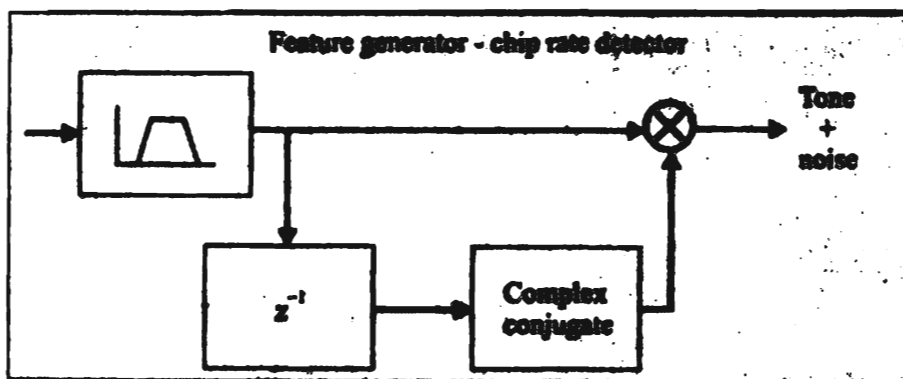 Feature generator - chip rate detector
Tone
+
noise
z⁻¹
Complex
conjugate